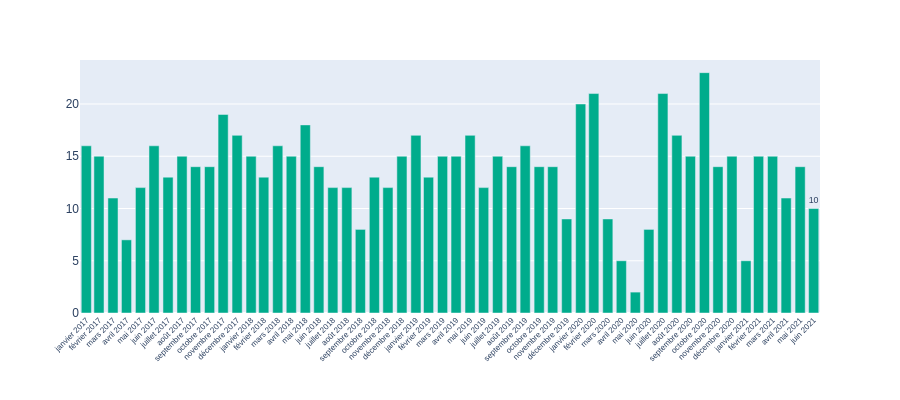 20
15
10
5
0
10
janvier 2017
février 2017
mars 2017
avril 2017
mai 2017
juin 2017
juillet 2017
août 2017
septembre 2017
octobre 2017
novembre 2017
décembre 2017
janvier 2018
février 2018
mars 2018
avril 2018
mai 2018
juin 2018
juillet 2018
août 2018
septembre 2018
octobre 2018
novembre 2018
décembre 2018
janvier 2019
février 2019
mars 2019
avril 2019
mai 2019
juin 2019
juillet 2019
août 2019
septembre 2019
octobre 2019
novembre 2019
décembre 2019
janvier 2020
février 2020
mars 2020
avril 2020
mai 2020
juin 2020
juillet 2020
août 2020
septembre 2020
octobre 2020
novembre 2020
décembre 2020
janvier 2021
février 2021
mars 2021
avril 2021
mai 2021
juin 2021